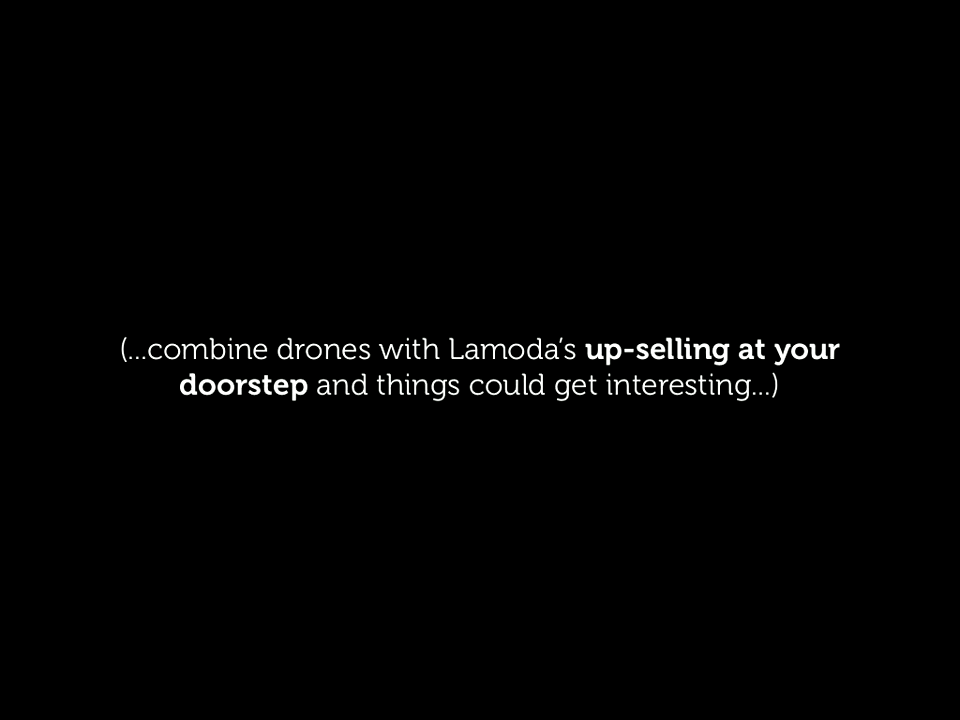 (...combine drones with Lamoda’s up-selling at your
doorstep and things could get interesting...)